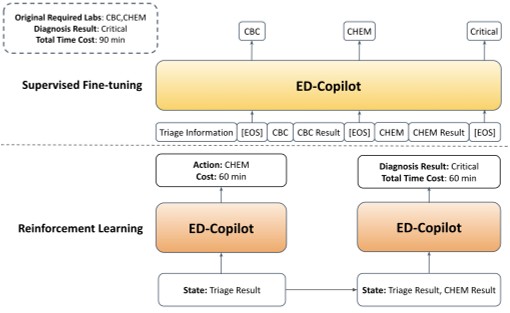 Original Required Labs: CBC,CHEM
Diagnosis Result: Critical
Total Time Cost: 90 min
CBC
CHEM
Critical
Supervised Fine-tuning
ED-Copilot
Triage Information
[EOS]
CBC
CBC Result
[EOS]
CHEM
CHEM Result
[EOS]
Action: CHEM
Cost: 60 min
Diagnosis Result: Critical
Total Time Cost: 60 min
Reinforcement Learning
ED-Copilot
ED-Copilot
State: Triage Result
State: Triage Result, CHEM Result